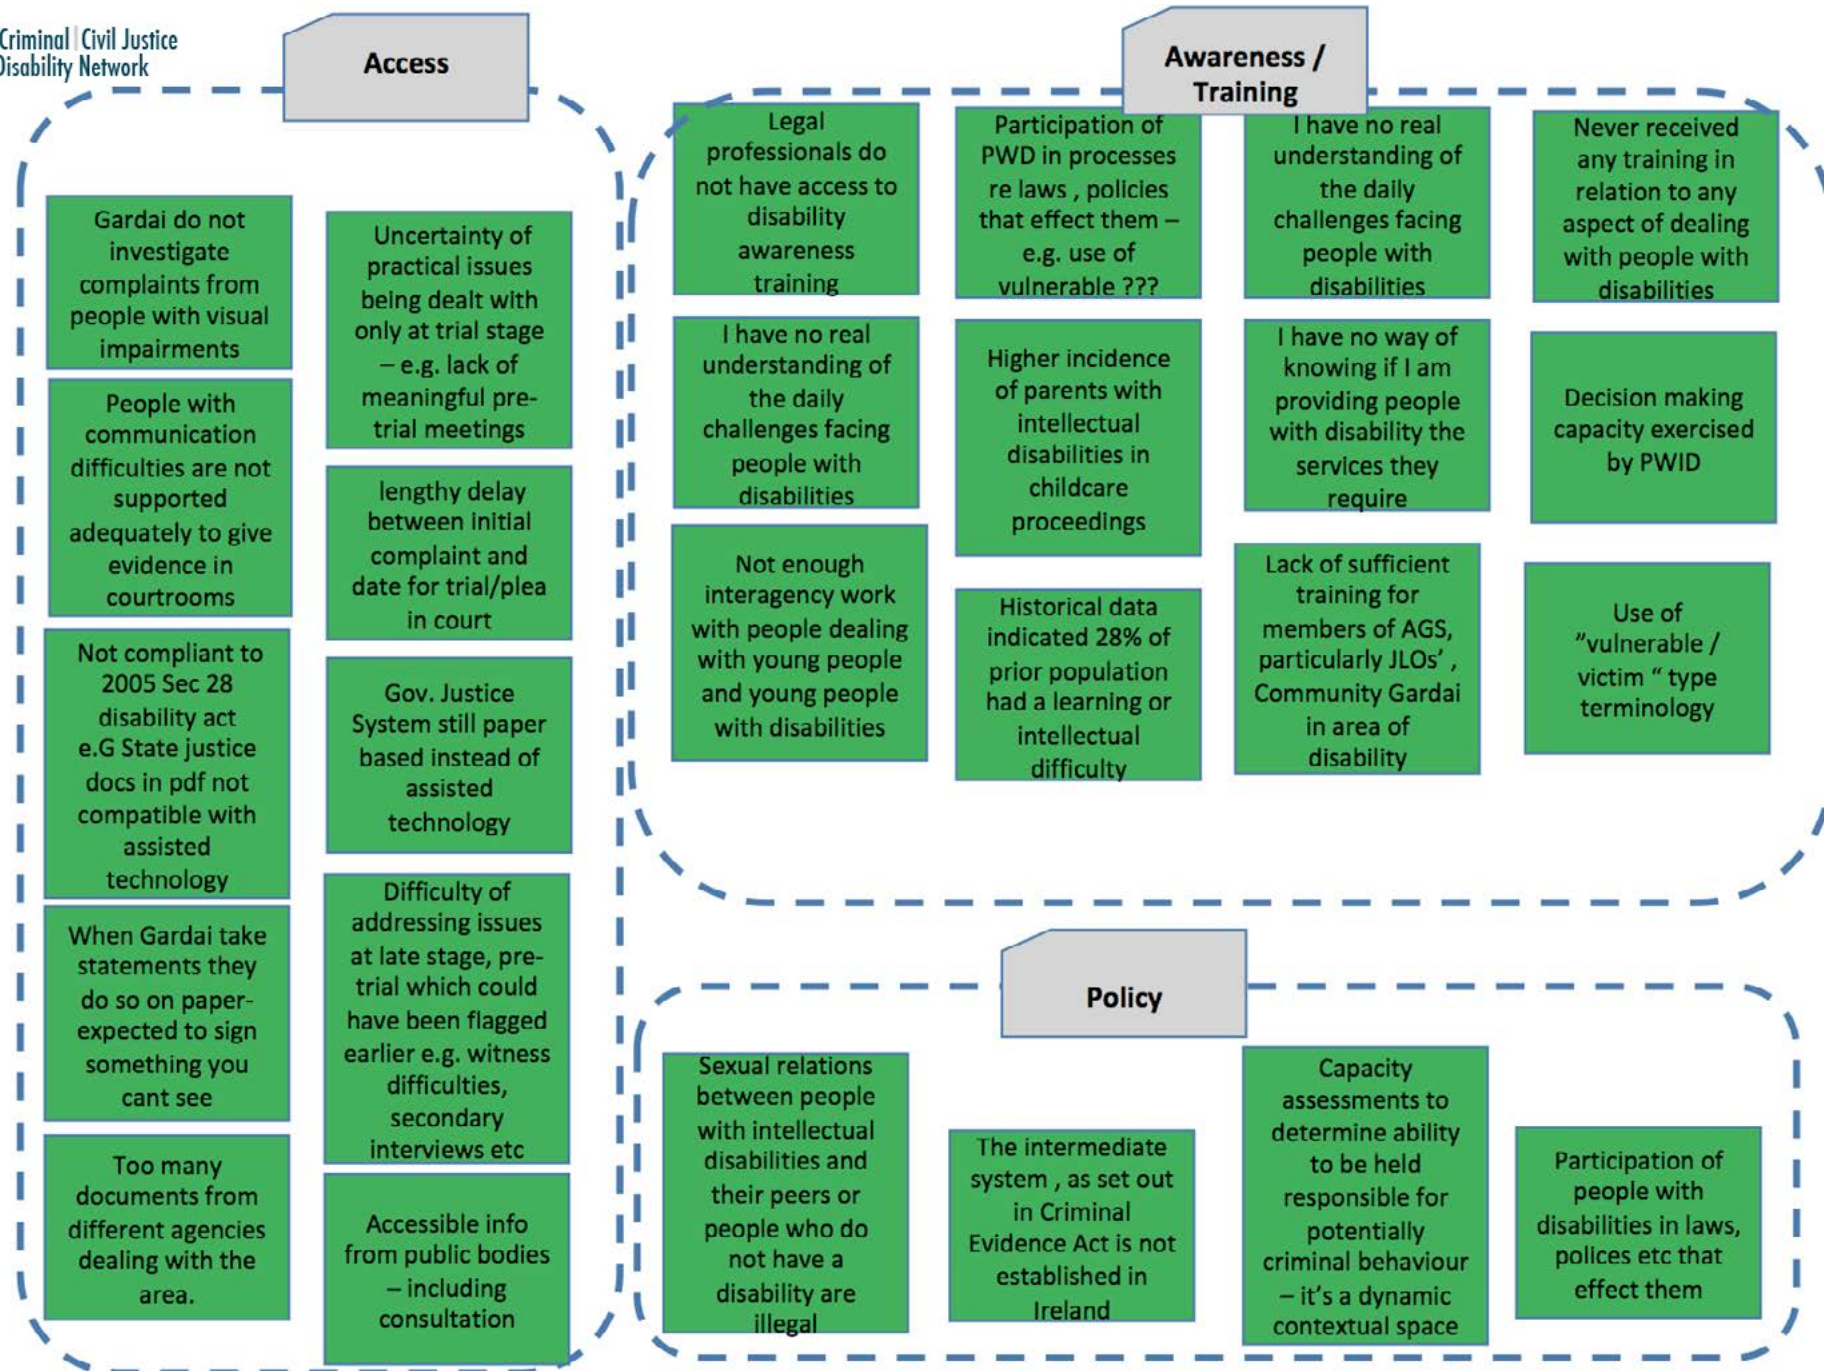 Criminal | Civil Justice
Disability Network
Access
Gardai do not
investigate
complaints from
people with visual
impairments
People with
communication
difficulties are not
supported
adequately to give
evidence in
courtrooms
Not compliant to
2005 Sec 28
disability act
e.G State justice
docs in pdf not
compatible with
assisted
technology
When Gardai take
statements they
do so on paper-
expected to sign
something you
cant see
Too many
documents from
different agencies
dealing with the
area.
Uncertainty of
practical issues
being dealt with
only at trial stage
– e.g. lack of
meaningful pre-
trial meetings
lengthy delay
between initial
complaint and
date for trial/plea
in court
Gov. Justice
System still paper
based instead of
assisted
technology
Difficulty of
addressing issues
at late stage, pre-
trial which could
have been flagged
earlier e.g. witness
difficulties,
secondary
interviews etc
Accessible info
from public bodies
– including
consultation
Awareness /
Training
Legal
professionals do
not have access to
disability
awareness
training
Participation of
PWD in processes
re laws , policies
that effect them –
e.g. use of
vulnerable ???
I have no real
understanding of
the daily
challenges facing
people with
disabilities
Never received
any training in
relation to any
aspect of dealing
with people with
disabilities
I have no real
understanding of
the daily
challenges facing
people with
disabilities
Higher incidence
of parents with
intellectual
disabilities in
childcare
proceedings
I have no way of
knowing if I am
providing people
with disability the
services they
require
Decision making
capacity exercised
by PWID
Not enough
interagency work
with people dealing
with young people
and young people
with disabilities
Historical data
indicated 28% of
prior population
had a learning or
intellectual
difficulty
Lack of sufficient
training for
members of AGS,
particularly JLOs' ,
Community Gardai
in area of
disability
Use of
"vulnerable /
victim " type
terminology
Policy
Sexual relations
between people
with intellectual
disabilities and
their peers or
people who do
not have a
disability are
illegal
The intermediate
system , as set out
in Criminal
Evidence Act is not
established in
Ireland
Capacity
assessments to
determine ability
to be held
responsible for
potentially
criminal behaviour
– it's a dynamic
contextual space
Participation of
people with
disabilities in laws,
polices etc that
effect them